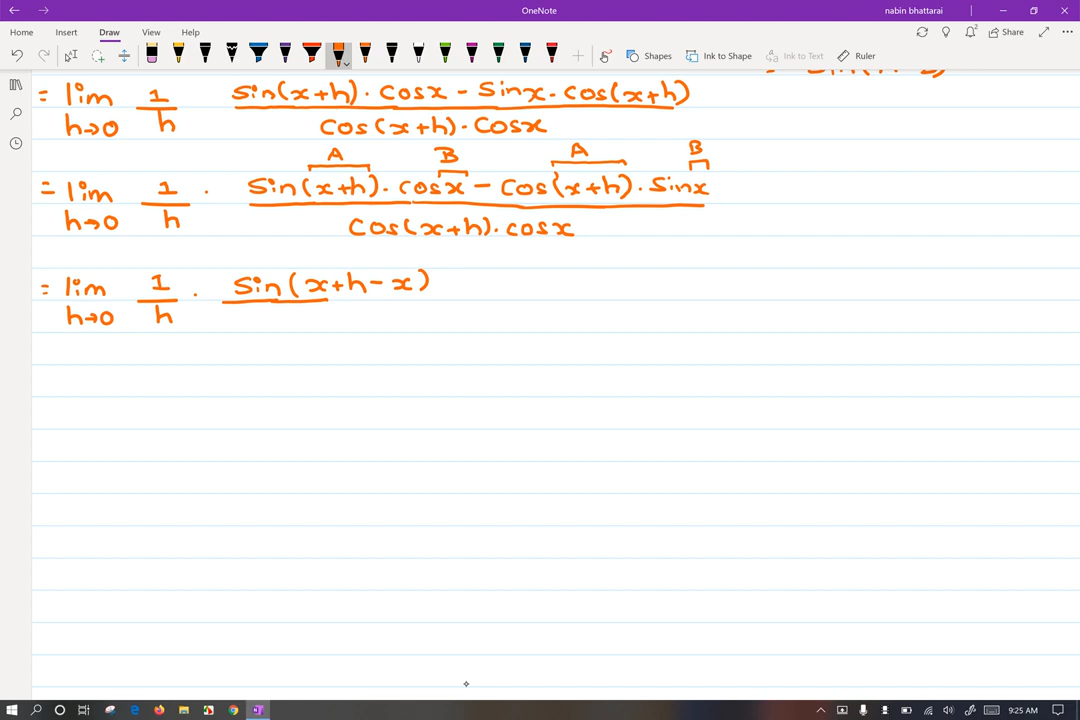 OneNote
nabin bhattarai
Home Insert Draw View Help
Share
Shapes Ink to Shape Ink to Text Ruler
= lim h→0 1/h sin(x+h)·cosx - sinx·cos(x+h) / cos(x+h)·cosx
A B A B
= lim h→0 1/h · sin(x+h)·cosx - cos(x+h)·sinx / cos(x+h)·cosx
= lim h→0 1/h · sin(x+h-x)
9:25 AM